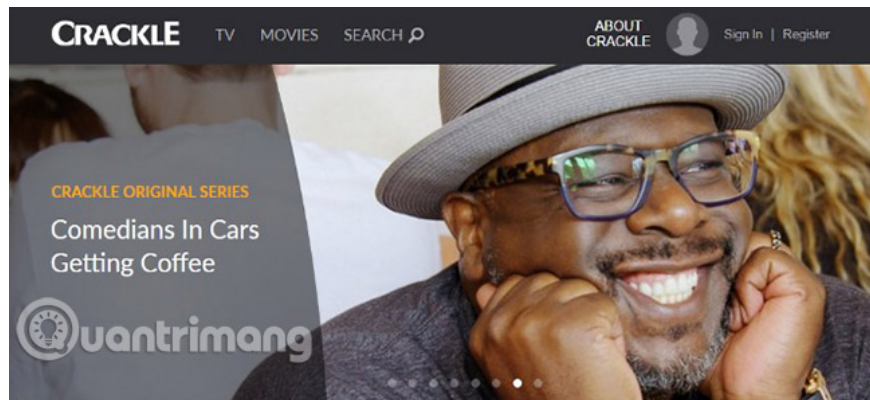 CRACKLE TV MOVIES SEARCH ABOUT CRACKLE Sign In | Register
CRACKLE ORIGINAL SERIES
Comedians In Cars
Getting Coffee
Quantrimang